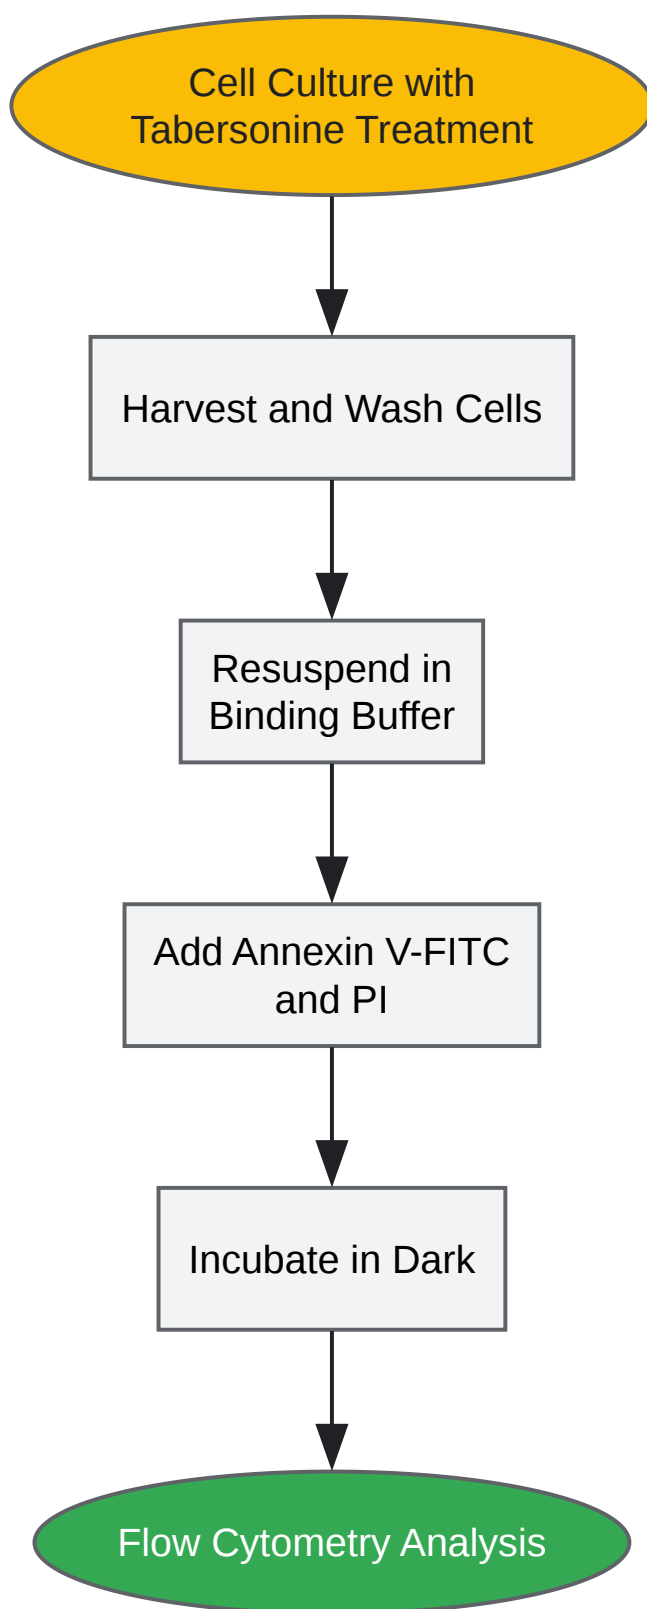 Cell Culture with
Tabersonine Treatment
Harvest and Wash Cells
Resuspend in
Binding Buffer
Add Annexin V-FITC
and PI
Incubate in Dark
Flow Cytometry Analysis